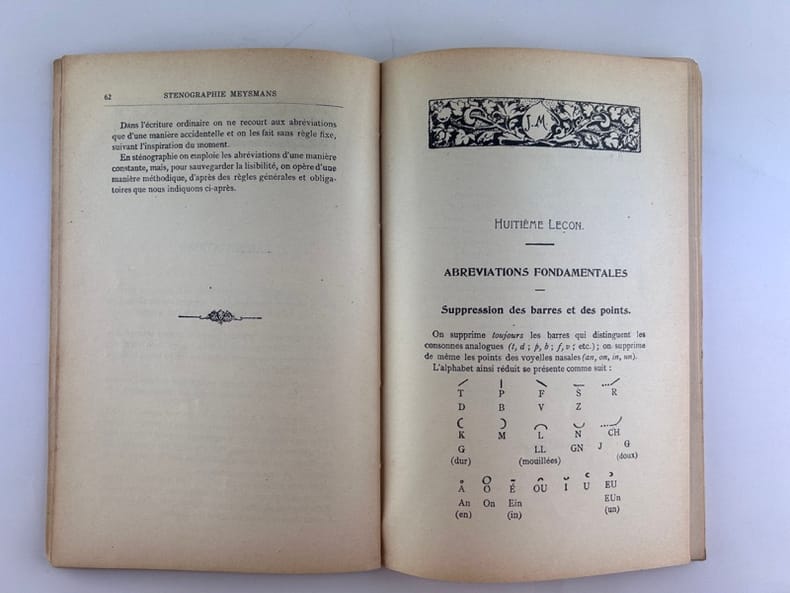 62 STENOGRAPHIE MEYSMANS
Dans l'écriture ordinaire on ne recourt aux abréviations
que d'une manière accidentelle et on les fait sans règle fixe,
suivant l'inspiration du moment.
En sténographie on emploie les abréviations d'une manière
constante, mais, pour sauvegarder la lisibilité, on opère d'une
manière méthodique, d'après des règles générales et obliga-
toires que nous indiquons ci-après.
J.M
HUITIÈME LEÇON.
ABREVIATIONS FONDAMENTALES
Suppression des barres et des points.
On supprime toujours les barres qui distinguent les
consonnes analogues (t, d ; p, b ; f, v ; etc.) ; on supprime
de même les points des voyelles nasales (an, on, in, un).
L'alphabet ainsi réduit se présente comme suit :
T P F S R
D B V Z
K M L N CH
G LL GN J G
(dur) (mouillées) (doux)
A O É OU I U EU
An On Ein EUn
(en) (in) (un)